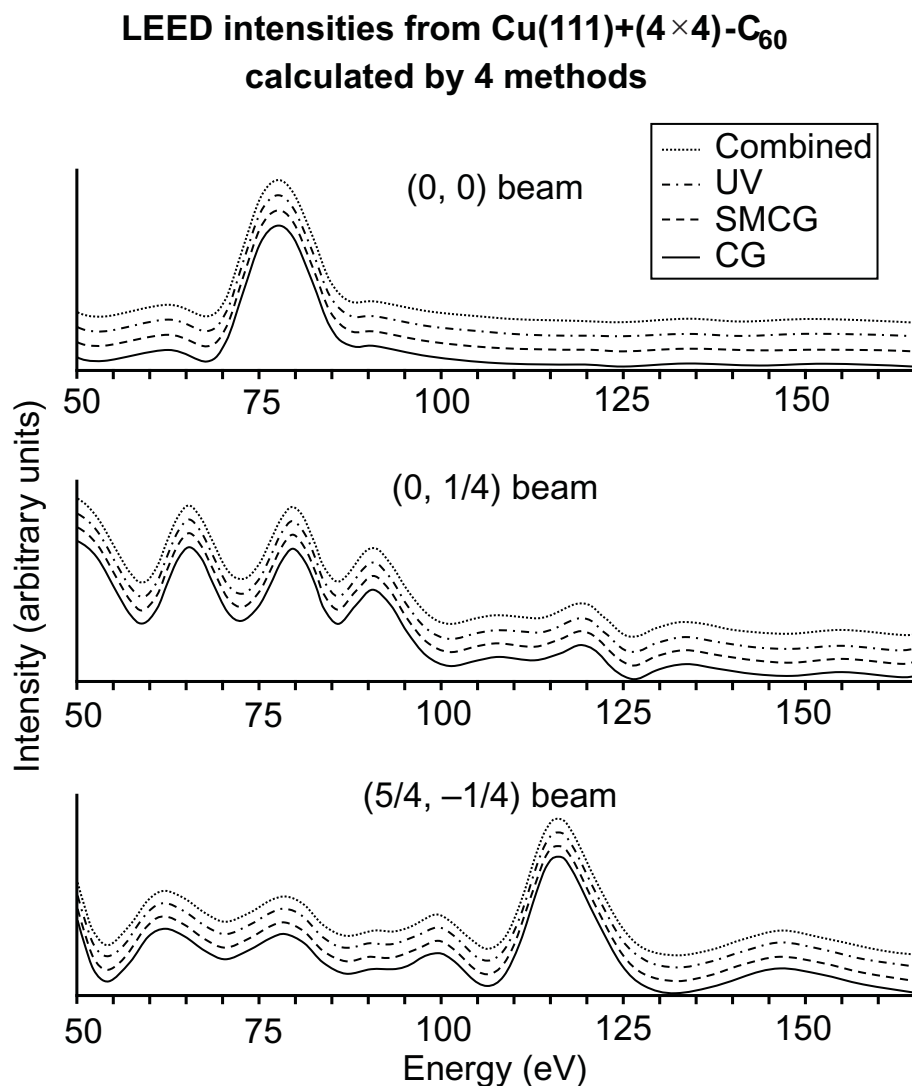 LEED intensities from Cu(111)+(4×4)-C60
calculated by 4 methods
Combined
UV
SMCG
CG
(0, 0) beam
50 75 100 125 150
(0, 1/4) beam
50 75 100 125 150
(5/4, –1/4) beam
50 75 100 125 150
Energy (eV)
Intensity (arbitrary units)